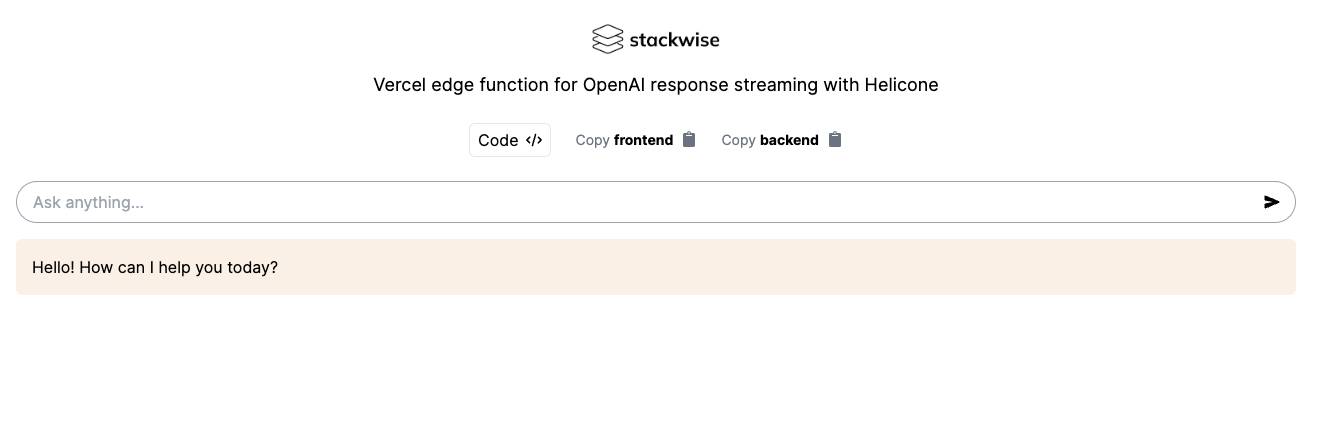 stackwise
Vercel edge function for OpenAI response streaming with Helicone
Code </> Copy frontend Copy backend
Ask anything...
Hello! How can I help you today?